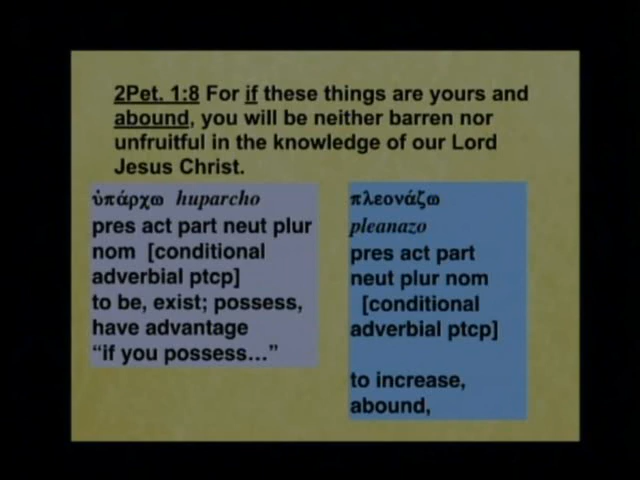 2Pet. 1:8 For if these things are yours and
abound, you will be neither barren nor
unfruitful in the knowledge of our Lord
Jesus Christ.
ὑπάρχω huparcho
pres act part neut plur
nom [conditional
adverbial ptcp]
to be, exist; possess,
have advantage
“if you possess…”
πλεονάζω
pleanazo
pres act part
neut plur nom
[conditional
adverbial ptcp]
to increase,
abound,